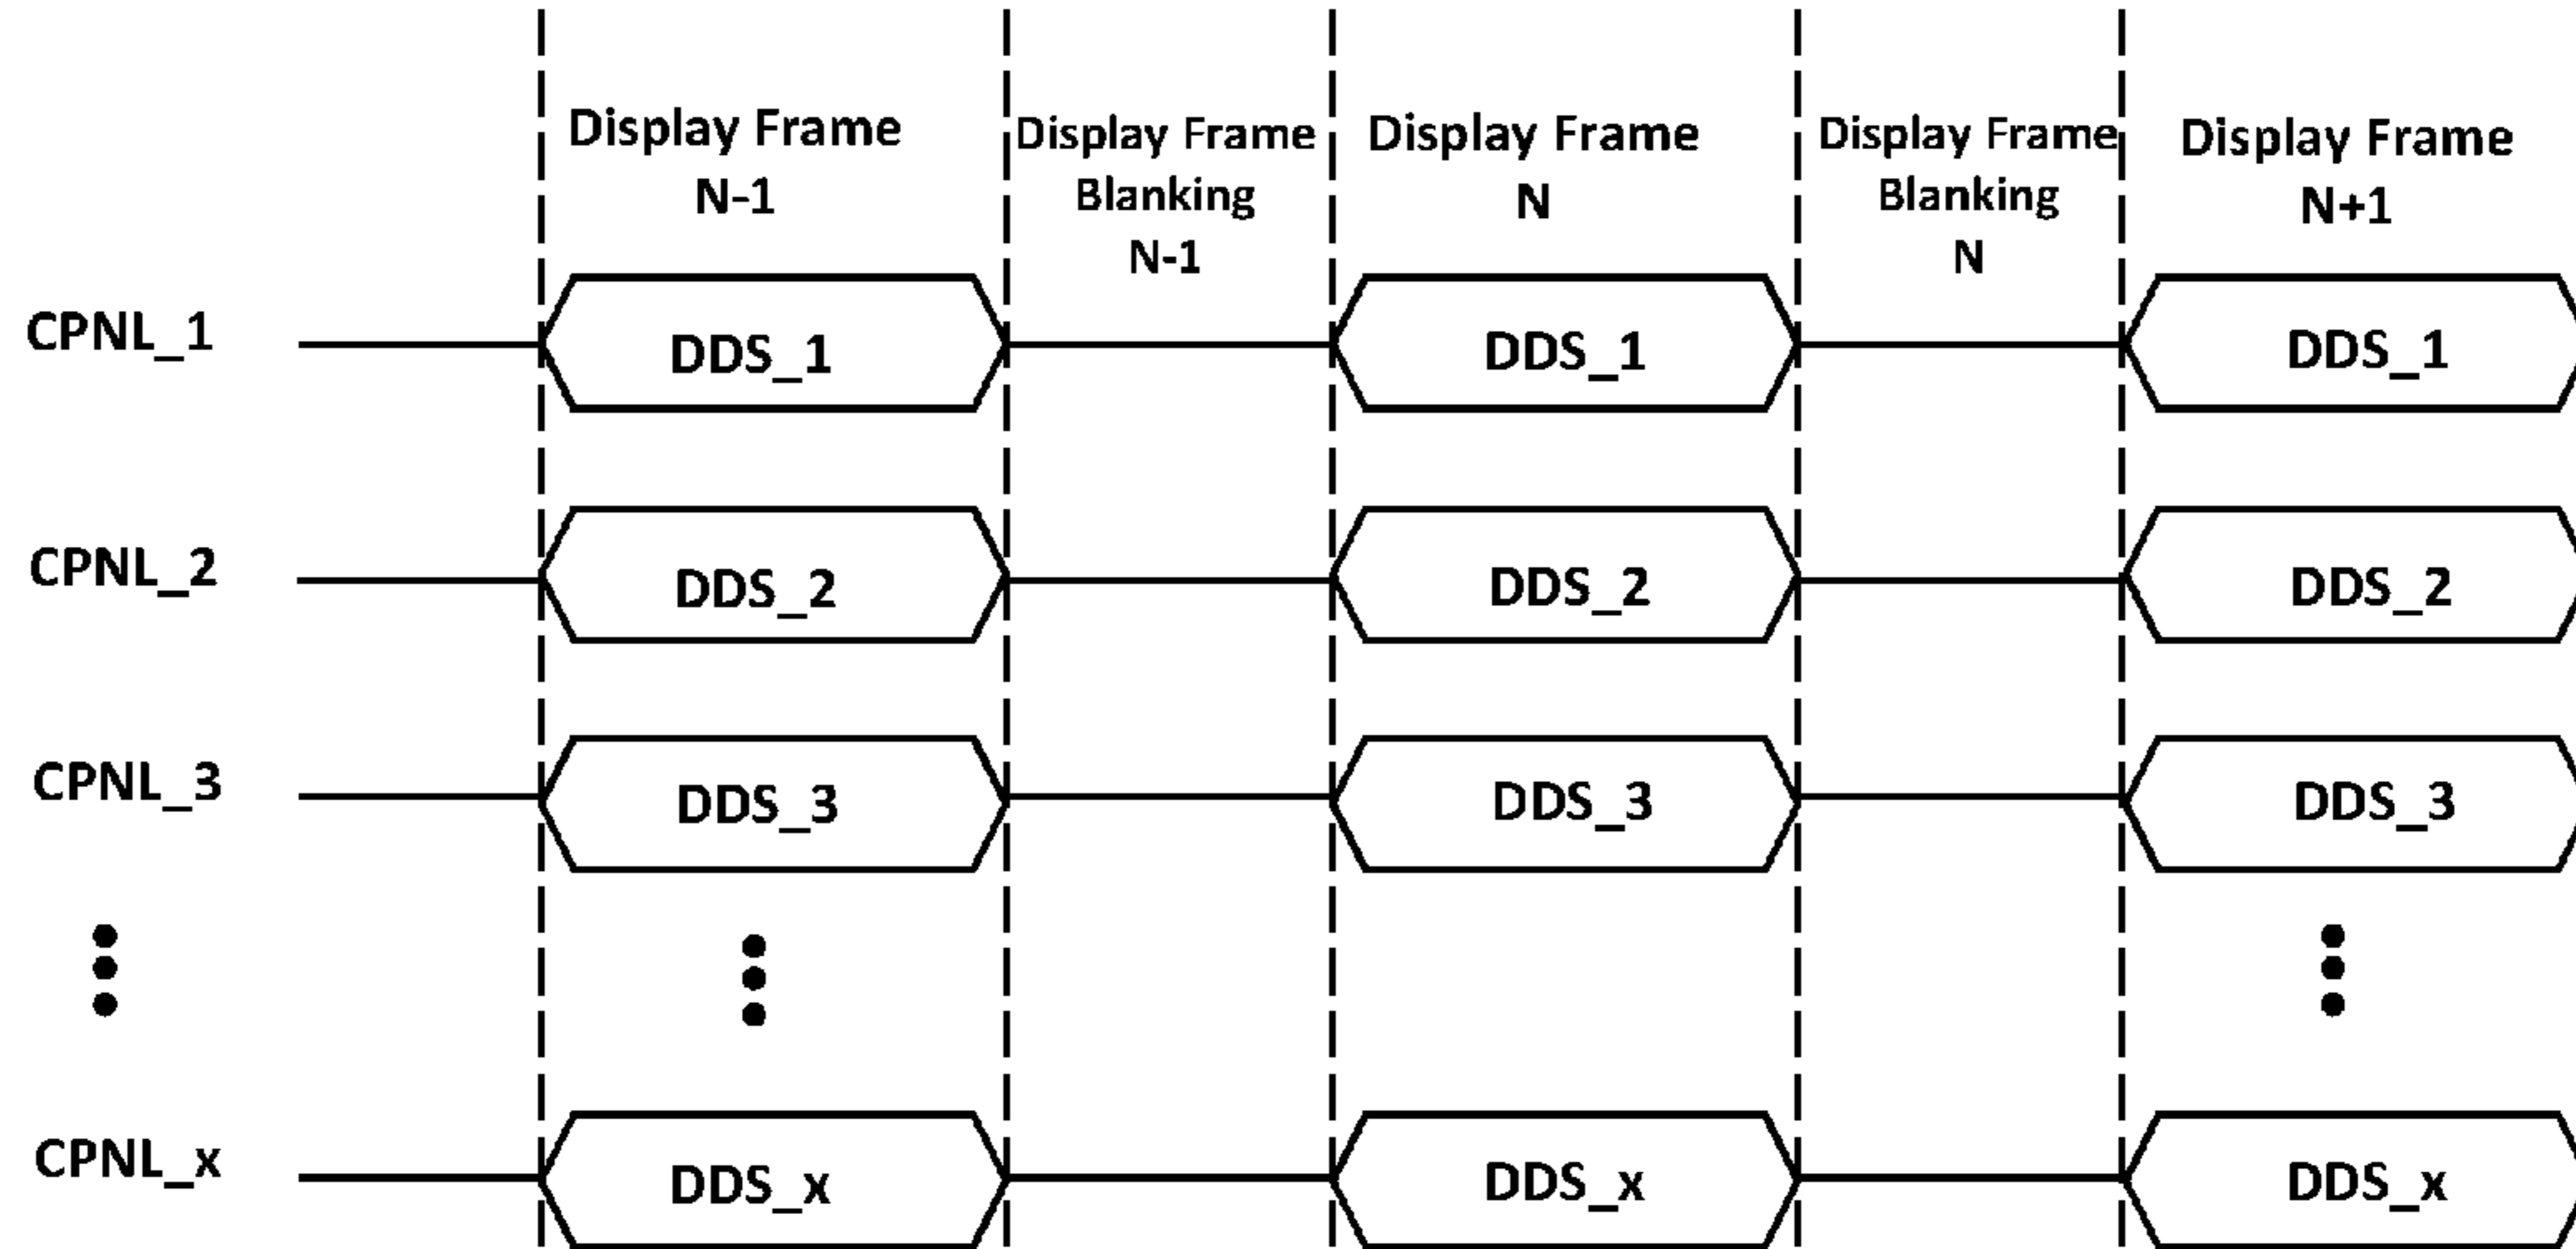 Display Frame
N-1
Display Frame
Blanking
N-1
Display Frame
N
Display Frame
Blanking
N
Display Frame
N+1
CPNL_1
DDS_1
DDS_1
DDS_1
CPNL_2
DDS_2
DDS_2
DDS_2
CPNL_3
DDS_3
DDS_3
DDS_3
CPNL_x
DDS_x
DDS_x
DDS_x